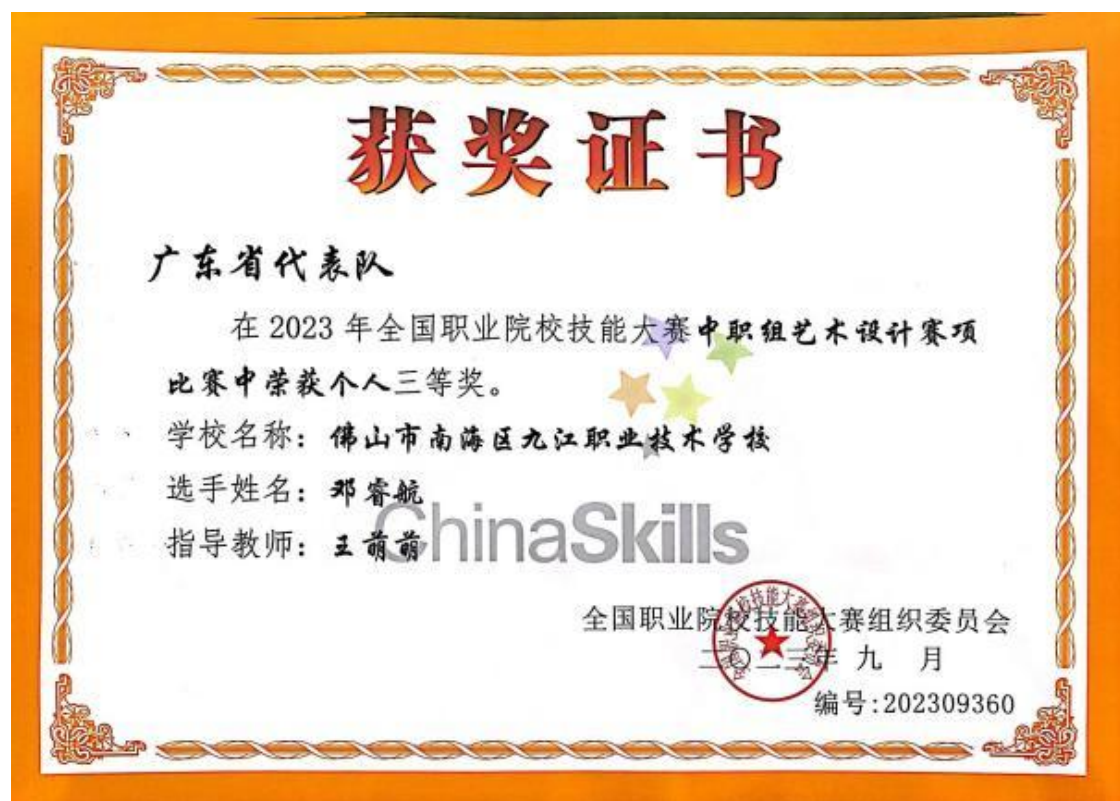 获奖证书
广东省代表队
在 2023 年全国职业院校技能大赛中职组艺术设计赛项
比赛中荣获个人三等奖。
学校名称：佛山市南海区九江职业技术学校
选手姓名：邓睿航
指导教师：王萌萌
ChinaSkills
全国职业院校技能大赛组织委员会
二〇二三年 九 月
编号:202309360